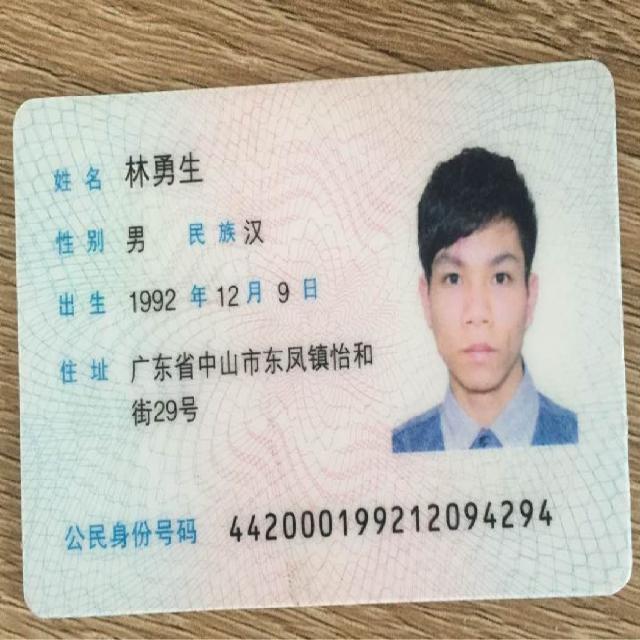 姓名 林勇生
性别 男 民族 汉
出生 1992 年 12 月 9 日
住址 广东省中山市东凤镇怡和
街29号
公民身份号码 442000199212094294